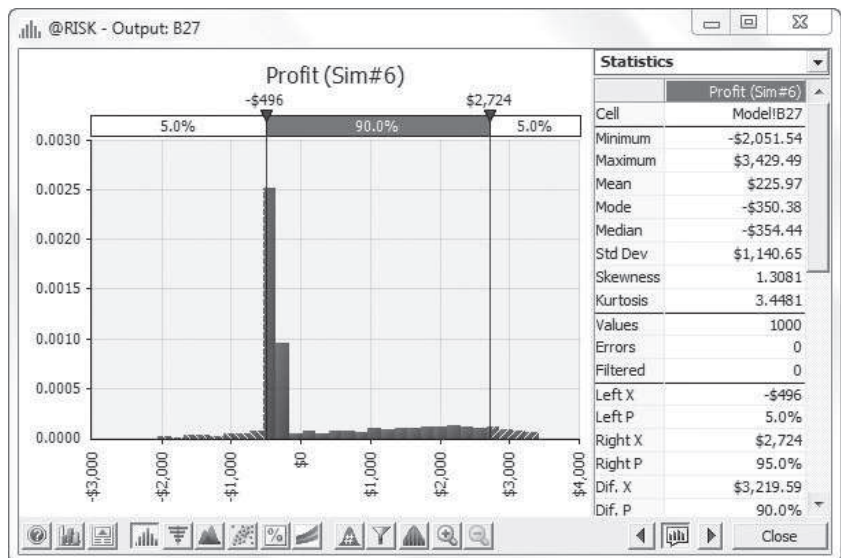 @RISK - Output: B27
Profit (Sim#6)
-$496 $2,724
5.0% 90.0% 5.0%
0.0030
0.0025
0.0020
0.0015
0.0010
0.0005
0.0000
-$3,000 -$2,000 -$1,000 $0 $1,000 $2,000 $3,000 $4,000
Statistics
Profit (Sim#6)
Cell Model!B27
Minimum -$2,051.54
Maximum $3,429.49
Mean $225.97
Mode -$350.38
Median -$354.44
Std Dev $1,140.65
Skewness 1.3081
Kurtosis 3.4481
Values 1000
Errors 0
Filtered 0
Left X -$496
Left P 5.0%
Right X $2,724
Right P 95.0%
Dif. X $3,219.59
Dif. P 90.0%
Close